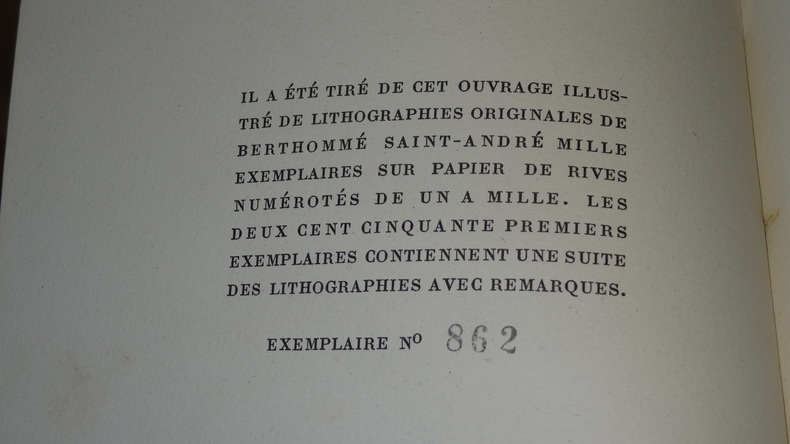 IL A ÉTÉ TIRÉ DE CET OUVRAGE ILLUS-
TRÉ DE LITHOGRAPHIES ORIGINALES DE
BERTHOMMÉ SAINT-ANDRÉ MILLE
EXEMPLAIRES SUR PAPIER DE RIVES
NUMÉROTÉS DE UN A MILLE. LES
DEUX CENT CINQUANTE PREMIERS
EXEMPLAIRES CONTIENNENT UNE SUITE
DES LITHOGRAPHIES AVEC REMARQUES.
EXEMPLAIRE Nº 862